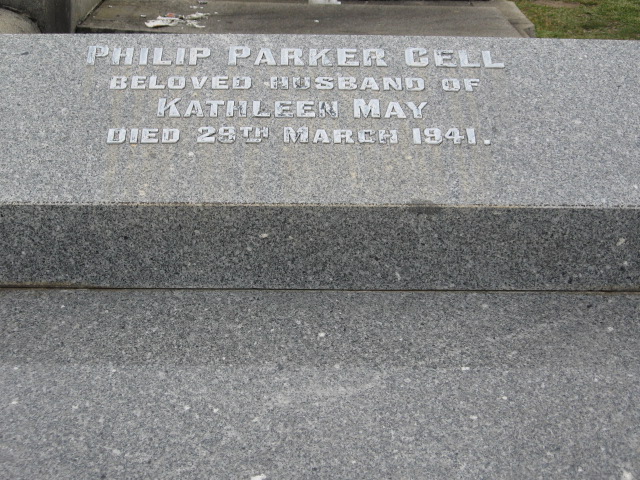 PHILIP PARKER CELL
BELOVED HUSBAND OF
KATHLEEN MAY
DIED 29TH MARCH 1941.